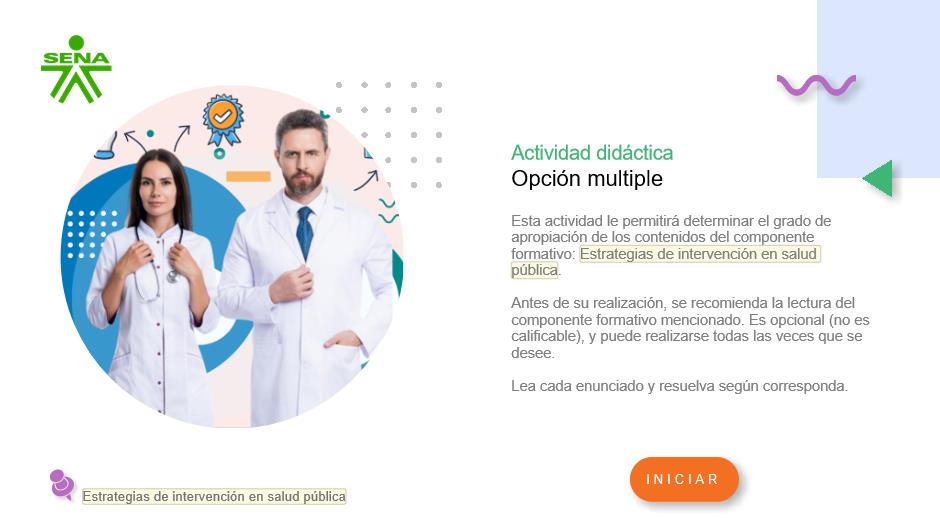 SENA
Actividad didáctica
Opción multiple
Esta actividad le permitirá determinar el grado de
apropiación de los contenidos del componente
formativo: Estrategias de intervención en salud
pública.
Antes de su realización, se recomienda la lectura del
componente formativo mencionado. Es opcional (no es
calificable), y puede realizarse todas las veces que se
desee.
Lea cada enunciado y resuelva según corresponda.
INICIAR
Estrategias de intervención en salud pública